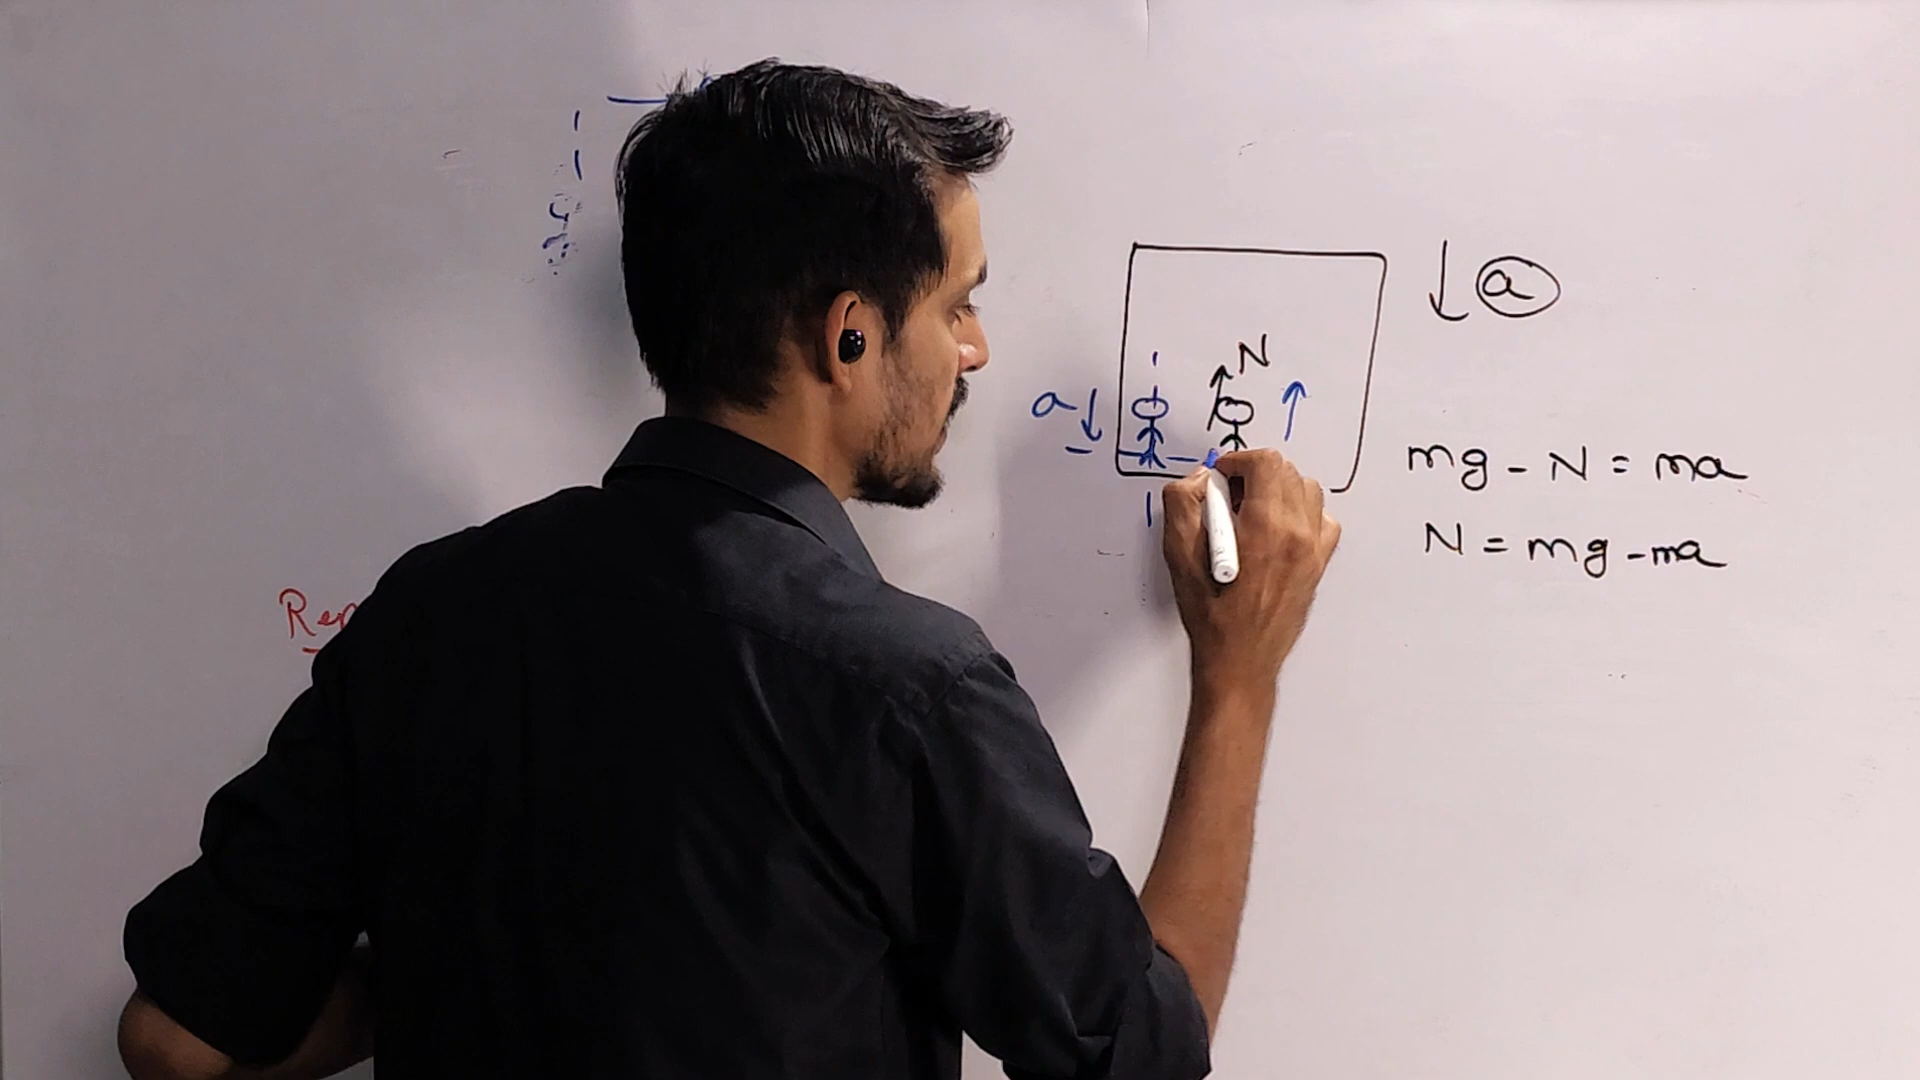 a
N
a
mg - N = ma
N = mg - ma